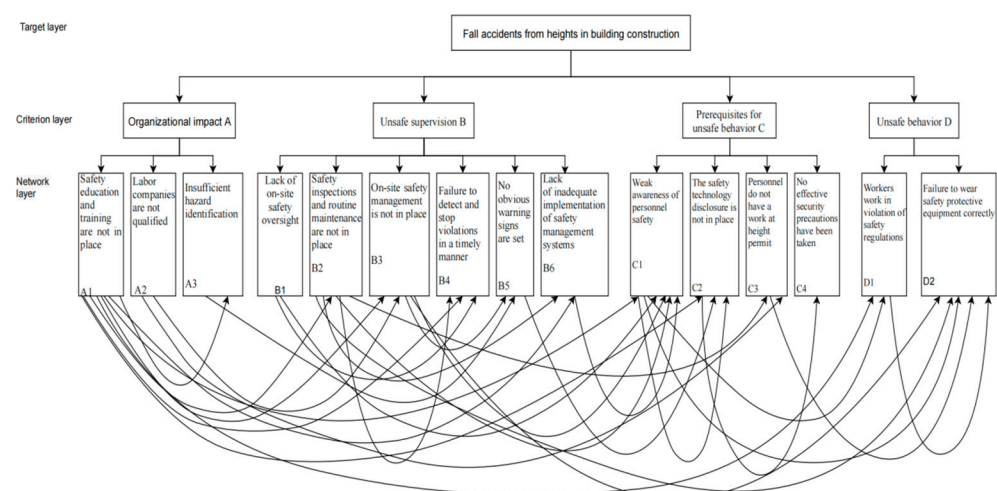 Target layer
Fall accidents from heights in building construction
Criterion layer
Organizational impact A
Unsafe supervision B
Prerequisites for
unsafe behavior C
Unsafe behavior D
Network
layer
Safety
education
and
training
are not in
place
A1
Labor
companies
are not
qualified
A2
Insufficient
hazard
identification
A3
Lack of
on-site
safety
oversight
B1
Safety
inspections
and routine
maintenance
are not in
place
B2
On-site safety
management
is not in place
B3
Failure to
detect and
stop
violations
in a timely
manner
B4
No
obvious
warning
signs
are set
B5
Lack
of inadequate
implementation
of safety
management
systems
B6
Weak
awareness of
personnel
safety
C1
The safety
technology
disclosure is
not in place
C2
Personnel
do not
have a
work at
height
permit
C3
No
effective
security
precautions
have been
taken
C4
Workers
work in
violation of
safety
regulations
D1
Failure to wear
safety protective
equipment correctly
D2